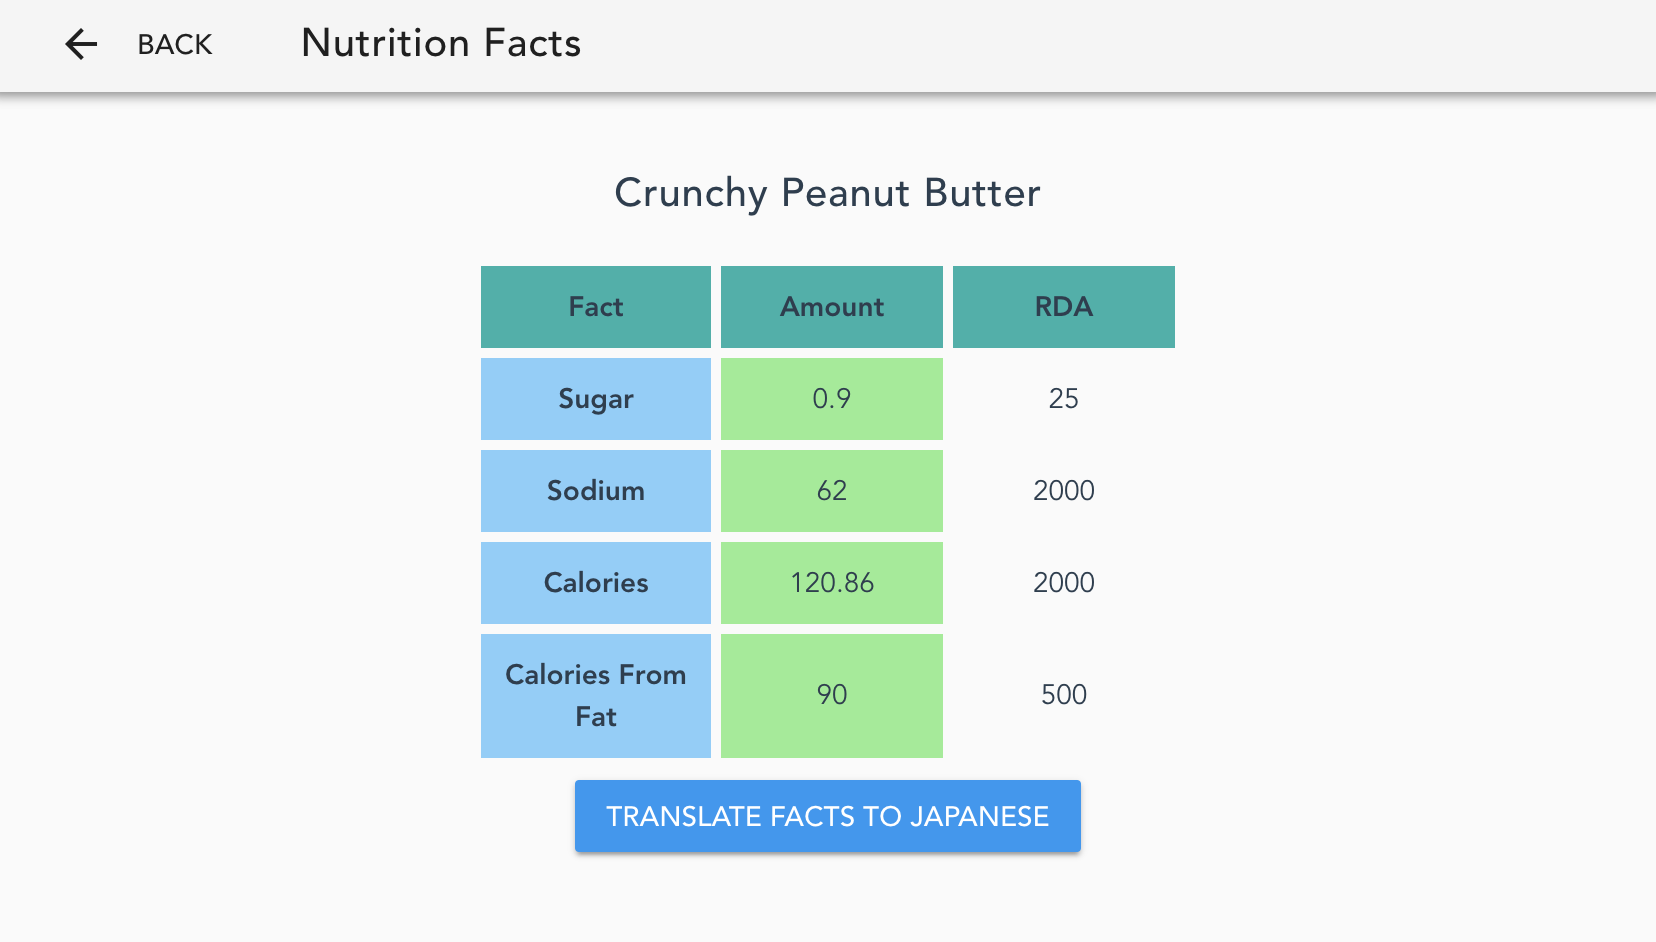 BACK Nutrition Facts
Crunchy Peanut Butter
Fact Amount RDA
Sugar 0.9 25
Sodium 62 2000
Calories 120.86 2000
Calories From
Fat 90 500
TRANSLATE FACTS TO JAPANESE